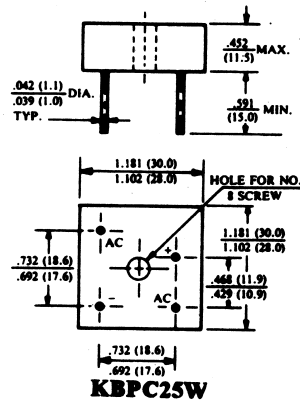 .452 MAX.
(11.5)
.042 (1.1) DIA.
.039 (1.0)
TYP.
.591 MIN.
(15.0)
1.181 (30.0)
1.102 (28.0)
HOLE FOR NO.
8 SCREW
AC
+
1.181 (30.0)
1.102 (28.0)
.732 (18.6)
.692 (17.6)
.468 (11.9)
.429 (10.9)
- AC
.732 (18.6)
.692 (17.6)
KBPC25W